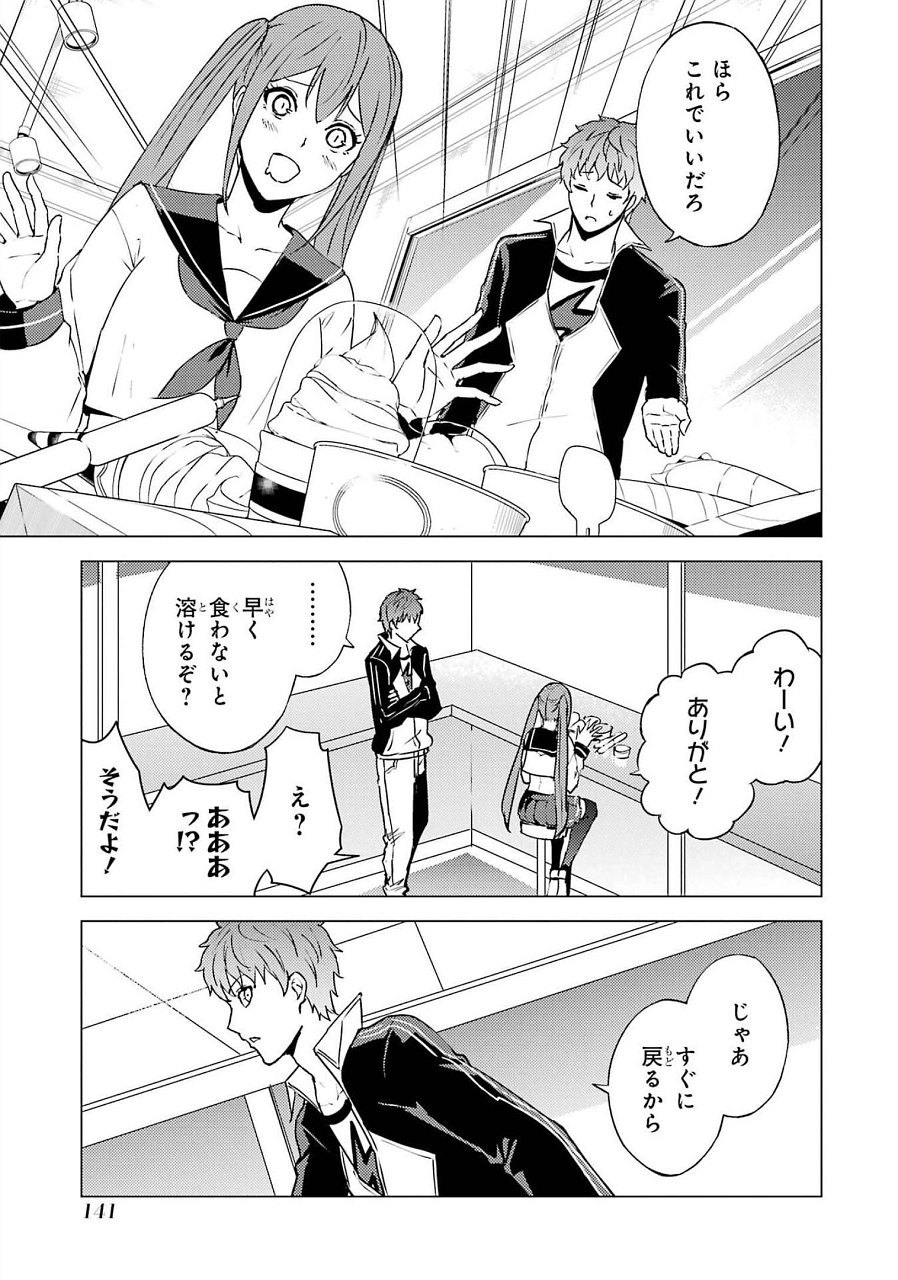 ほら
これでいいだろ
わーい!
ありがと!
………
早く
食わないと
溶けるぞ?
え?
あああ
っ!?
そうだよ!
じゃあ
すぐに
戻るから
141